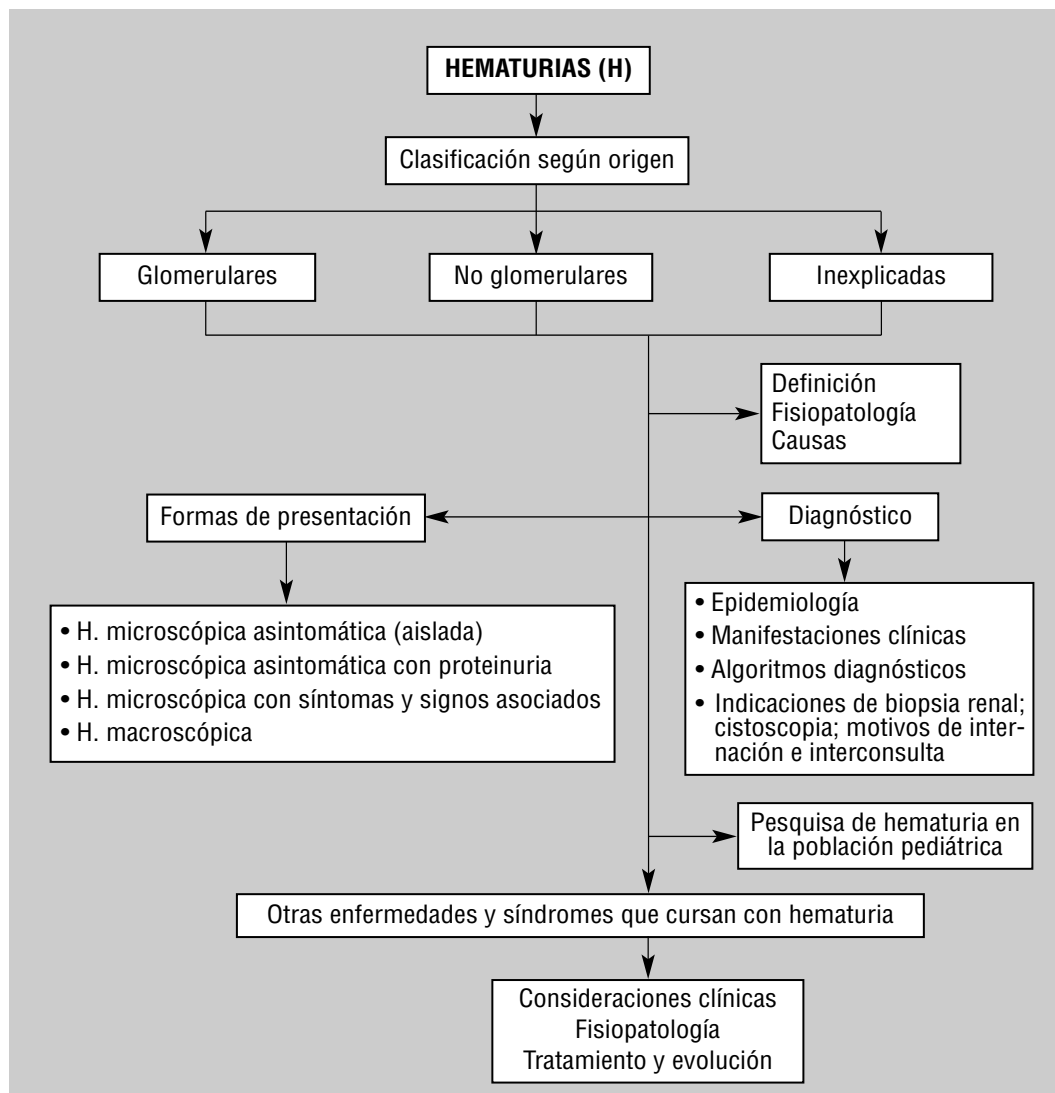 HEMATURIAS (H)
Clasificación según origen
Glomerulares
No glomerulares
Inexplicadas
Definición
Fisiopatología
Causas
Formas de presentación
Diagnóstico
• H. microscópica asintomática (aislada)
• H. microscópica asintomática con proteinuria
• H. microscópica con síntomas y signos asociados
• H. macroscópica
• Epidemiología
• Manifestaciones clínicas
• Algoritmos diagnósticos
• Indicaciones de biopsia renal;
cistoscopia; motivos de inter-
nación e interconsulta
Pesquisa de hematuria en
la población pediátrica
Otras enfermedades y síndromes que cursan con hematuria
Consideraciones clínicas
Fisiopatología
Tratamiento y evolución